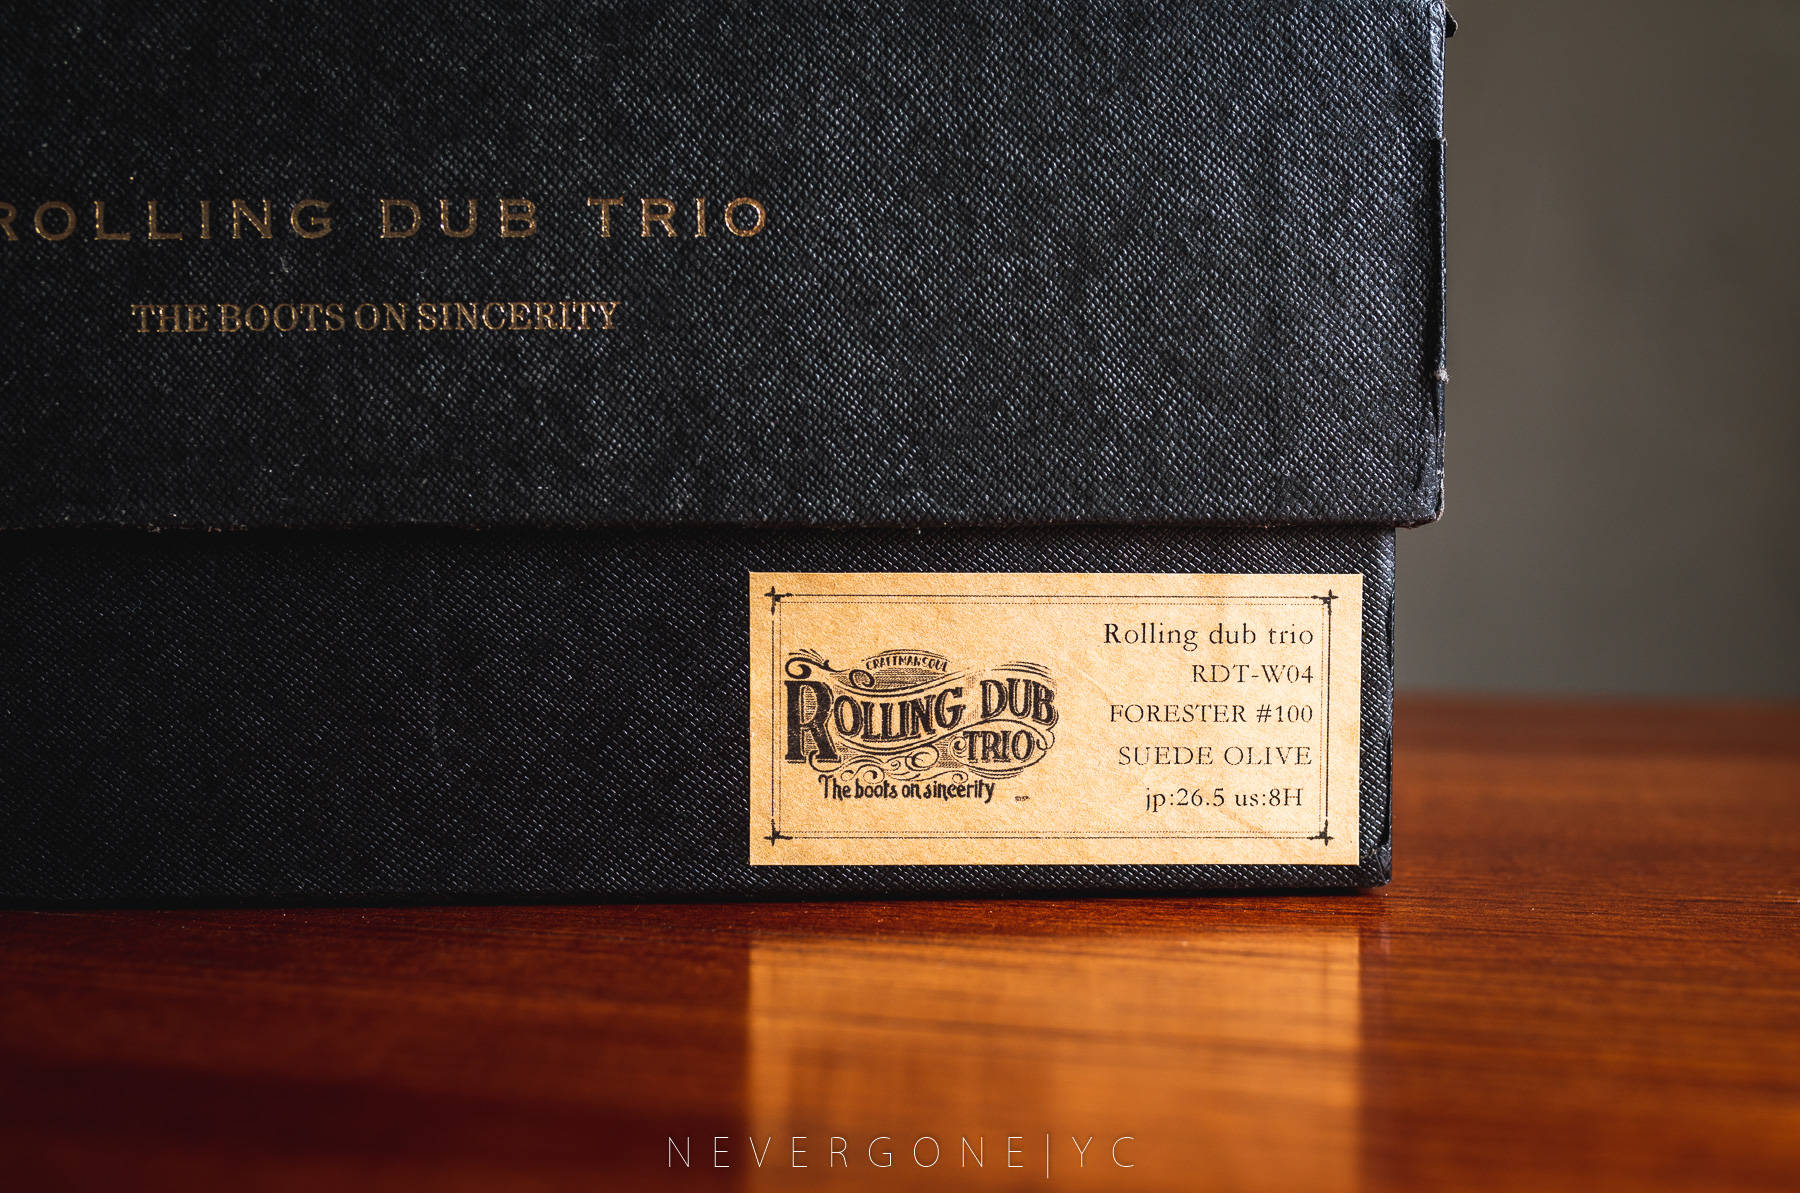 ROLLING DUB TRIO
THE BOOTS ON SINCERITY
CRAFTMANSOUL
ROLLING DUB
TRIO
The boots on sincerity
Rolling dub trio
RDT-W04
FORESTER #100
SUEDE OLIVE
jp:26.5 us:8H
NEVERGONE|YC